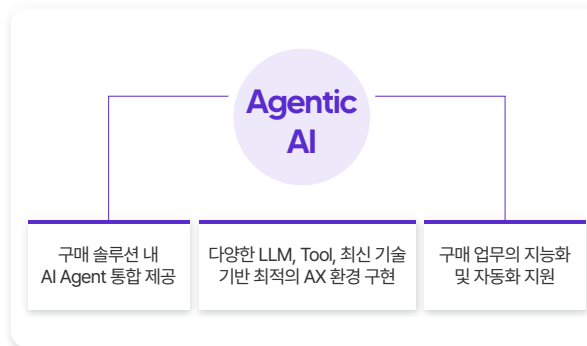 Agentic
AI
구매 솔루션 내
AI Agent 통합 제공
다양한 LLM, Tool, 최신 기술
기반 최적의 AX 환경 구현
구매 업무의 지능화
및 자동화 지원